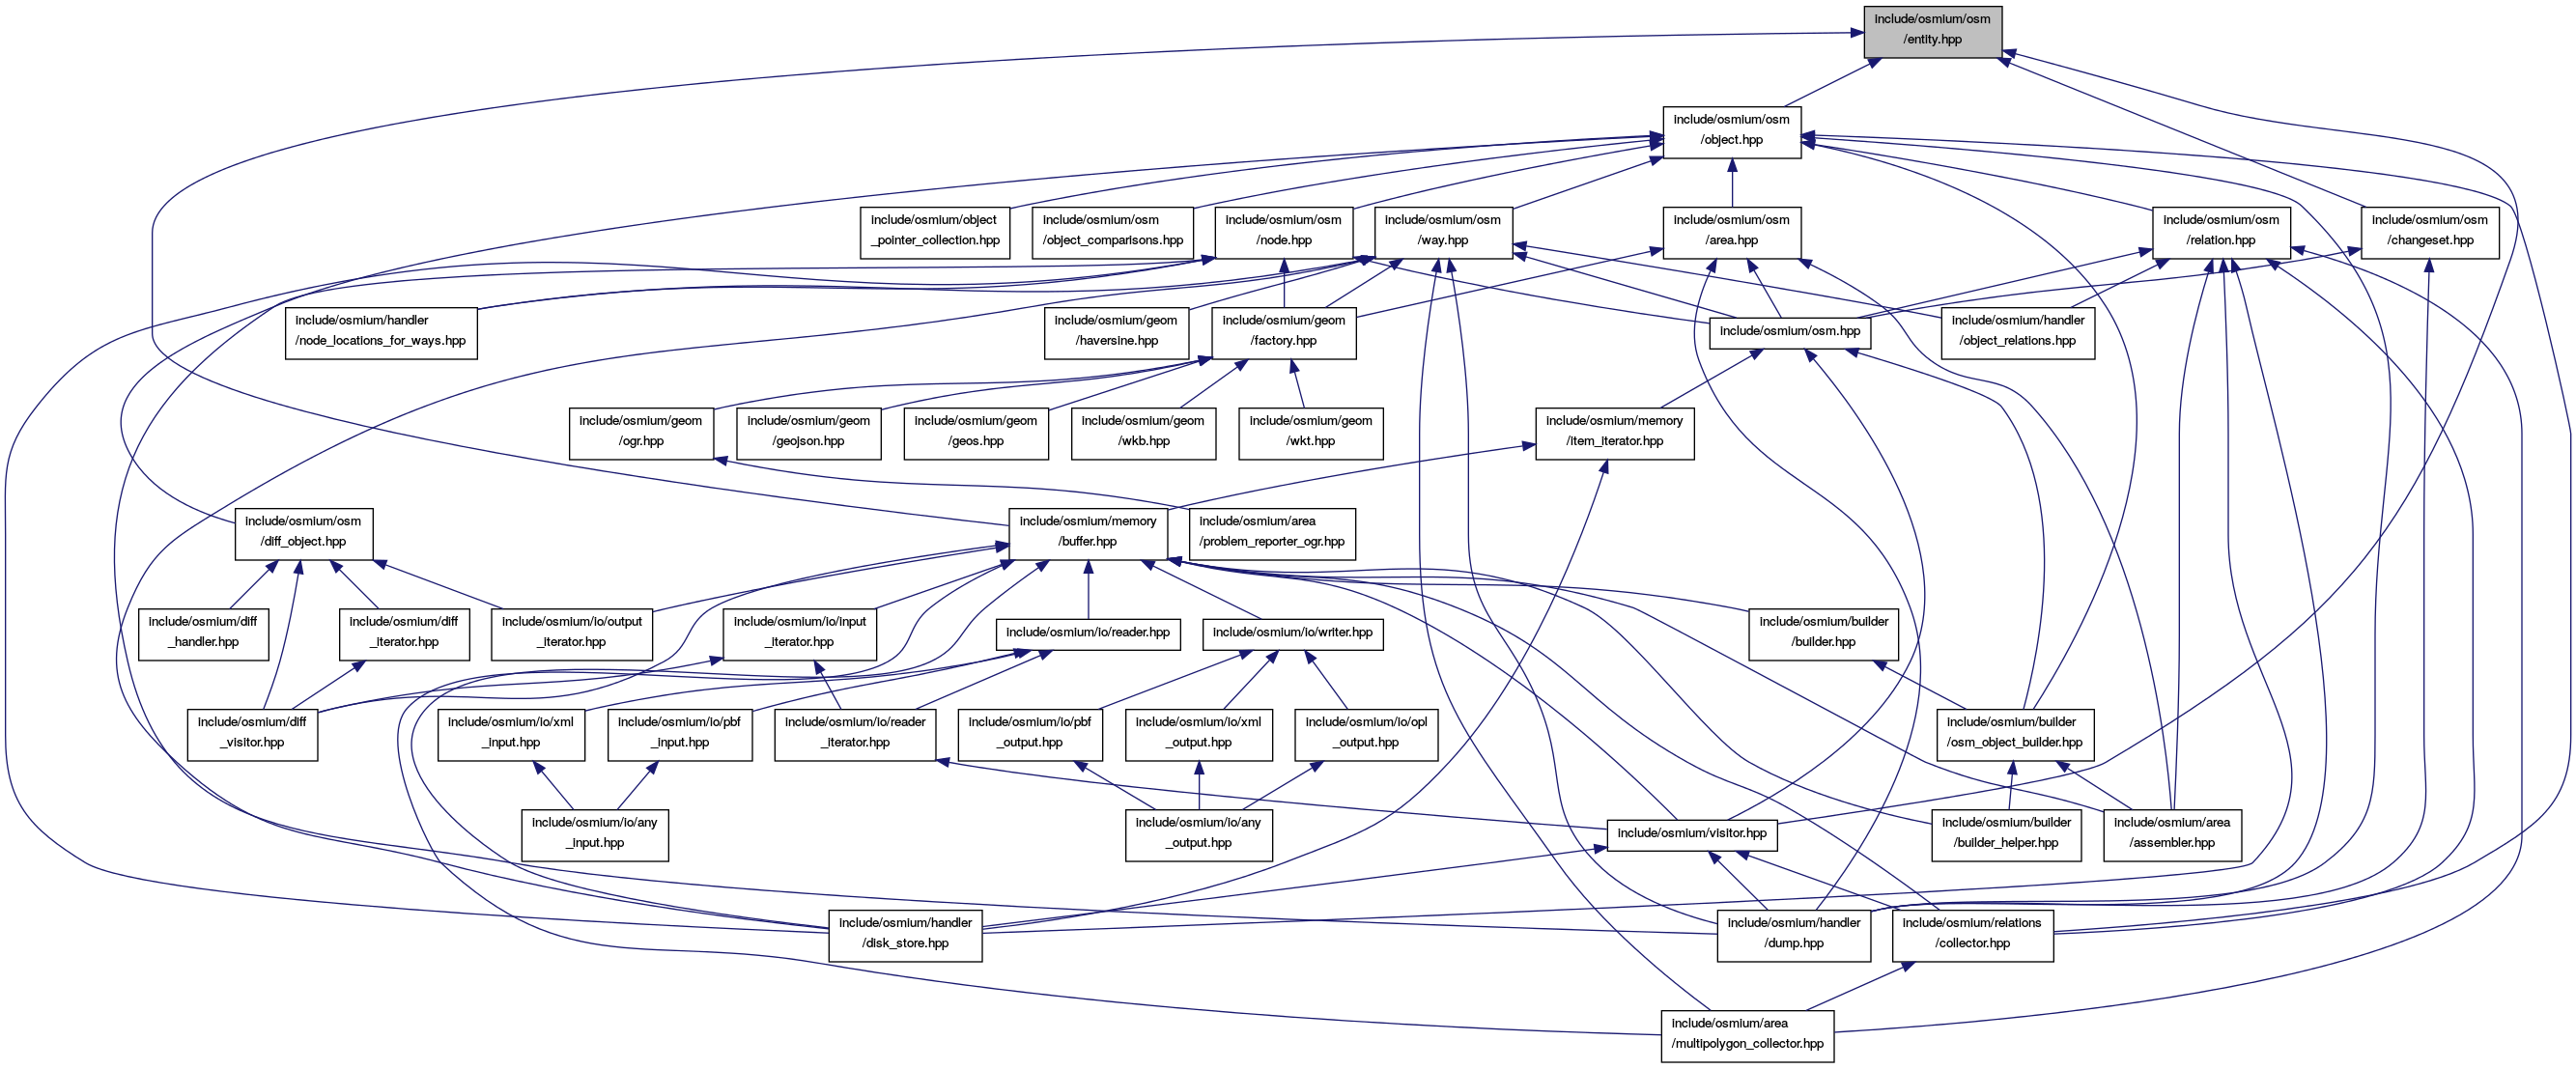 include/osmium/osm
/entity.hpp
include/osmium/osm
/object.hpp
include/osmium/object
_pointer_collection.hpp
include/osmium/osm
/object_comparisons.hpp
include/osmium/osm
/node.hpp
include/osmium/osm
/way.hpp
include/osmium/osm
/area.hpp
include/osmium/osm
/relation.hpp
include/osmium/osm
/changeset.hpp
include/osmium/handler
/node_locations_for_ways.hpp
include/osmium/geom
/haversine.hpp
include/osmium/geom
/factory.hpp
include/osmium/osm.hpp
include/osmium/handler
/object_relations.hpp
include/osmium/geom
/ogr.hpp
include/osmium/geom
/geojson.hpp
include/osmium/geom
/geos.hpp
include/osmium/geom
/wkb.hpp
include/osmium/geom
/wkt.hpp
include/osmium/memory
/item_iterator.hpp
include/osmium/osm
/diff_object.hpp
include/osmium/memory
/buffer.hpp
include/osmium/area
/problem_reporter_ogr.hpp
include/osmium/diff
_handler.hpp
include/osmium/diff
_iterator.hpp
include/osmium/io/output
_iterator.hpp
include/osmium/io/input
_iterator.hpp
include/osmium/io/reader.hpp
include/osmium/io/writer.hpp
include/osmium/builder
/builder.hpp
include/osmium/diff
_visitor.hpp
include/osmium/io/xml
_input.hpp
include/osmium/io/pbf
_input.hpp
include/osmium/io/reader
_iterator.hpp
include/osmium/io/pbf
_output.hpp
include/osmium/io/xml
_output.hpp
include/osmium/io/opl
_output.hpp
include/osmium/builder
/osm_object_builder.hpp
include/osmium/io/any
_input.hpp
include/osmium/io/any
_output.hpp
include/osmium/visitor.hpp
include/osmium/builder
/builder_helper.hpp
include/osmium/area
/assembler.hpp
include/osmium/handler
/disk_store.hpp
include/osmium/handler
/dump.hpp
include/osmium/relations
/collector.hpp
include/osmium/area
/multipolygon_collector.hpp